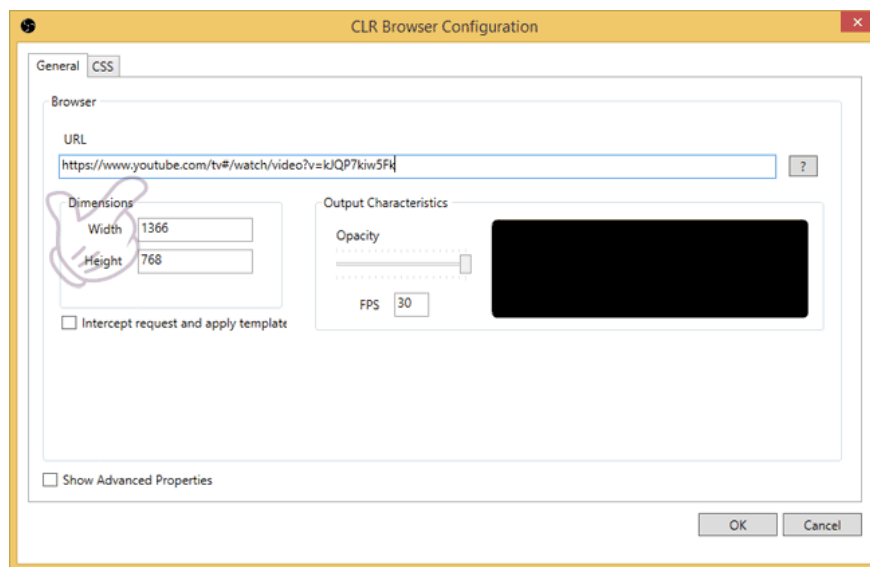 CLR Browser Configuration
General CSS
Browser
URL
https://www.youtube.com/tv#/watch/video?v=kJQP7kiw5Fk
?
Dimensions
Width 1366
Height 768
Intercept request and apply template
Output Characteristics
Opacity
FPS 30
Show Advanced Properties
OK Cancel